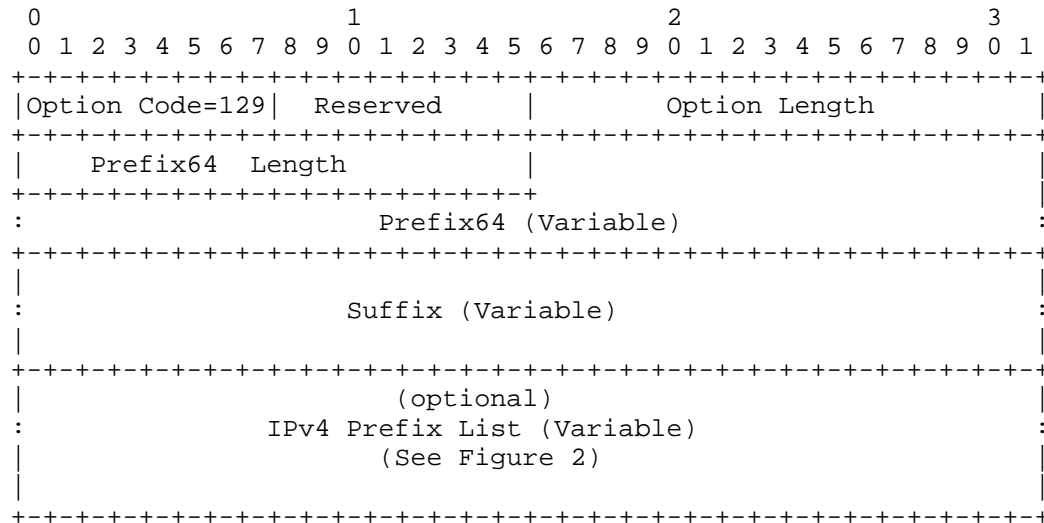 0                   1                   2                   3
 0 1 2 3 4 5 6 7 8 9 0 1 2 3 4 5 6 7 8 9 0 1 2 3 4 5 6 7 8 9 0 1
+-+-+-+-+-+-+-+-+-+-+-+-+-+-+-+-+-+-+-+-+-+-+-+-+-+-+-+-+-+-+-+-+
|Option Code=129|  Reserved     |        Option Length          |
+-+-+-+-+-+-+-+-+-+-+-+-+-+-+-+-+-+-+-+-+-+-+-+-+-+-+-+-+-+-+-+-+
|    Prefix64  Length           |                               |
+-+-+-+-+-+-+-+-+-+-+-+-+-+-+-+-+                               |
:                      Prefix64 (Variable)                      :
+-+-+-+-+-+-+-+-+-+-+-+-+-+-+-+-+-+-+-+-+-+-+-+-+-+-+-+-+-+-+-+-+
|                                                               |
:                    Suffix (Variable)                          :
|                                                               |
+-+-+-+-+-+-+-+-+-+-+-+-+-+-+-+-+-+-+-+-+-+-+-+-+-+-+-+-+-+-+-+-+
|                       (optional)                              |
:               IPv4 Prefix List (Variable)                     :
|                      (See Figure 2)                           |
|                                                               |
+-+-+-+-+-+-+-+-+-+-+-+-+-+-+-+-+-+-+-+-+-+-+-+-+-+-+-+-+-+-+-+-+